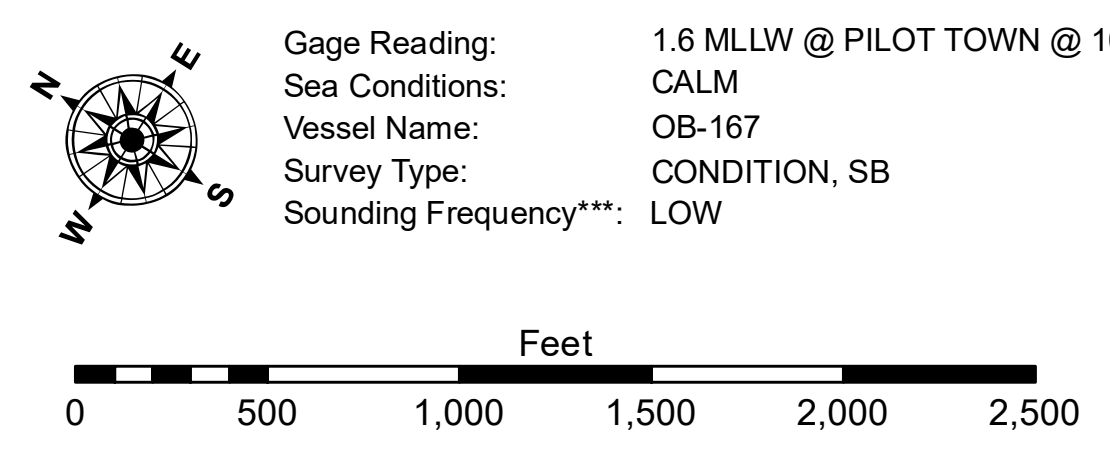 N
E
S
W
Gage Reading: 1.6 MLLW @ PILOT TOWN @
Sea Conditions: CALM
Vessel Name: OB-167
Survey Type: CONDITION, SB
Sounding Frequency***: LOW
Feet
0 500 1,000 1,500 2,000 2,500